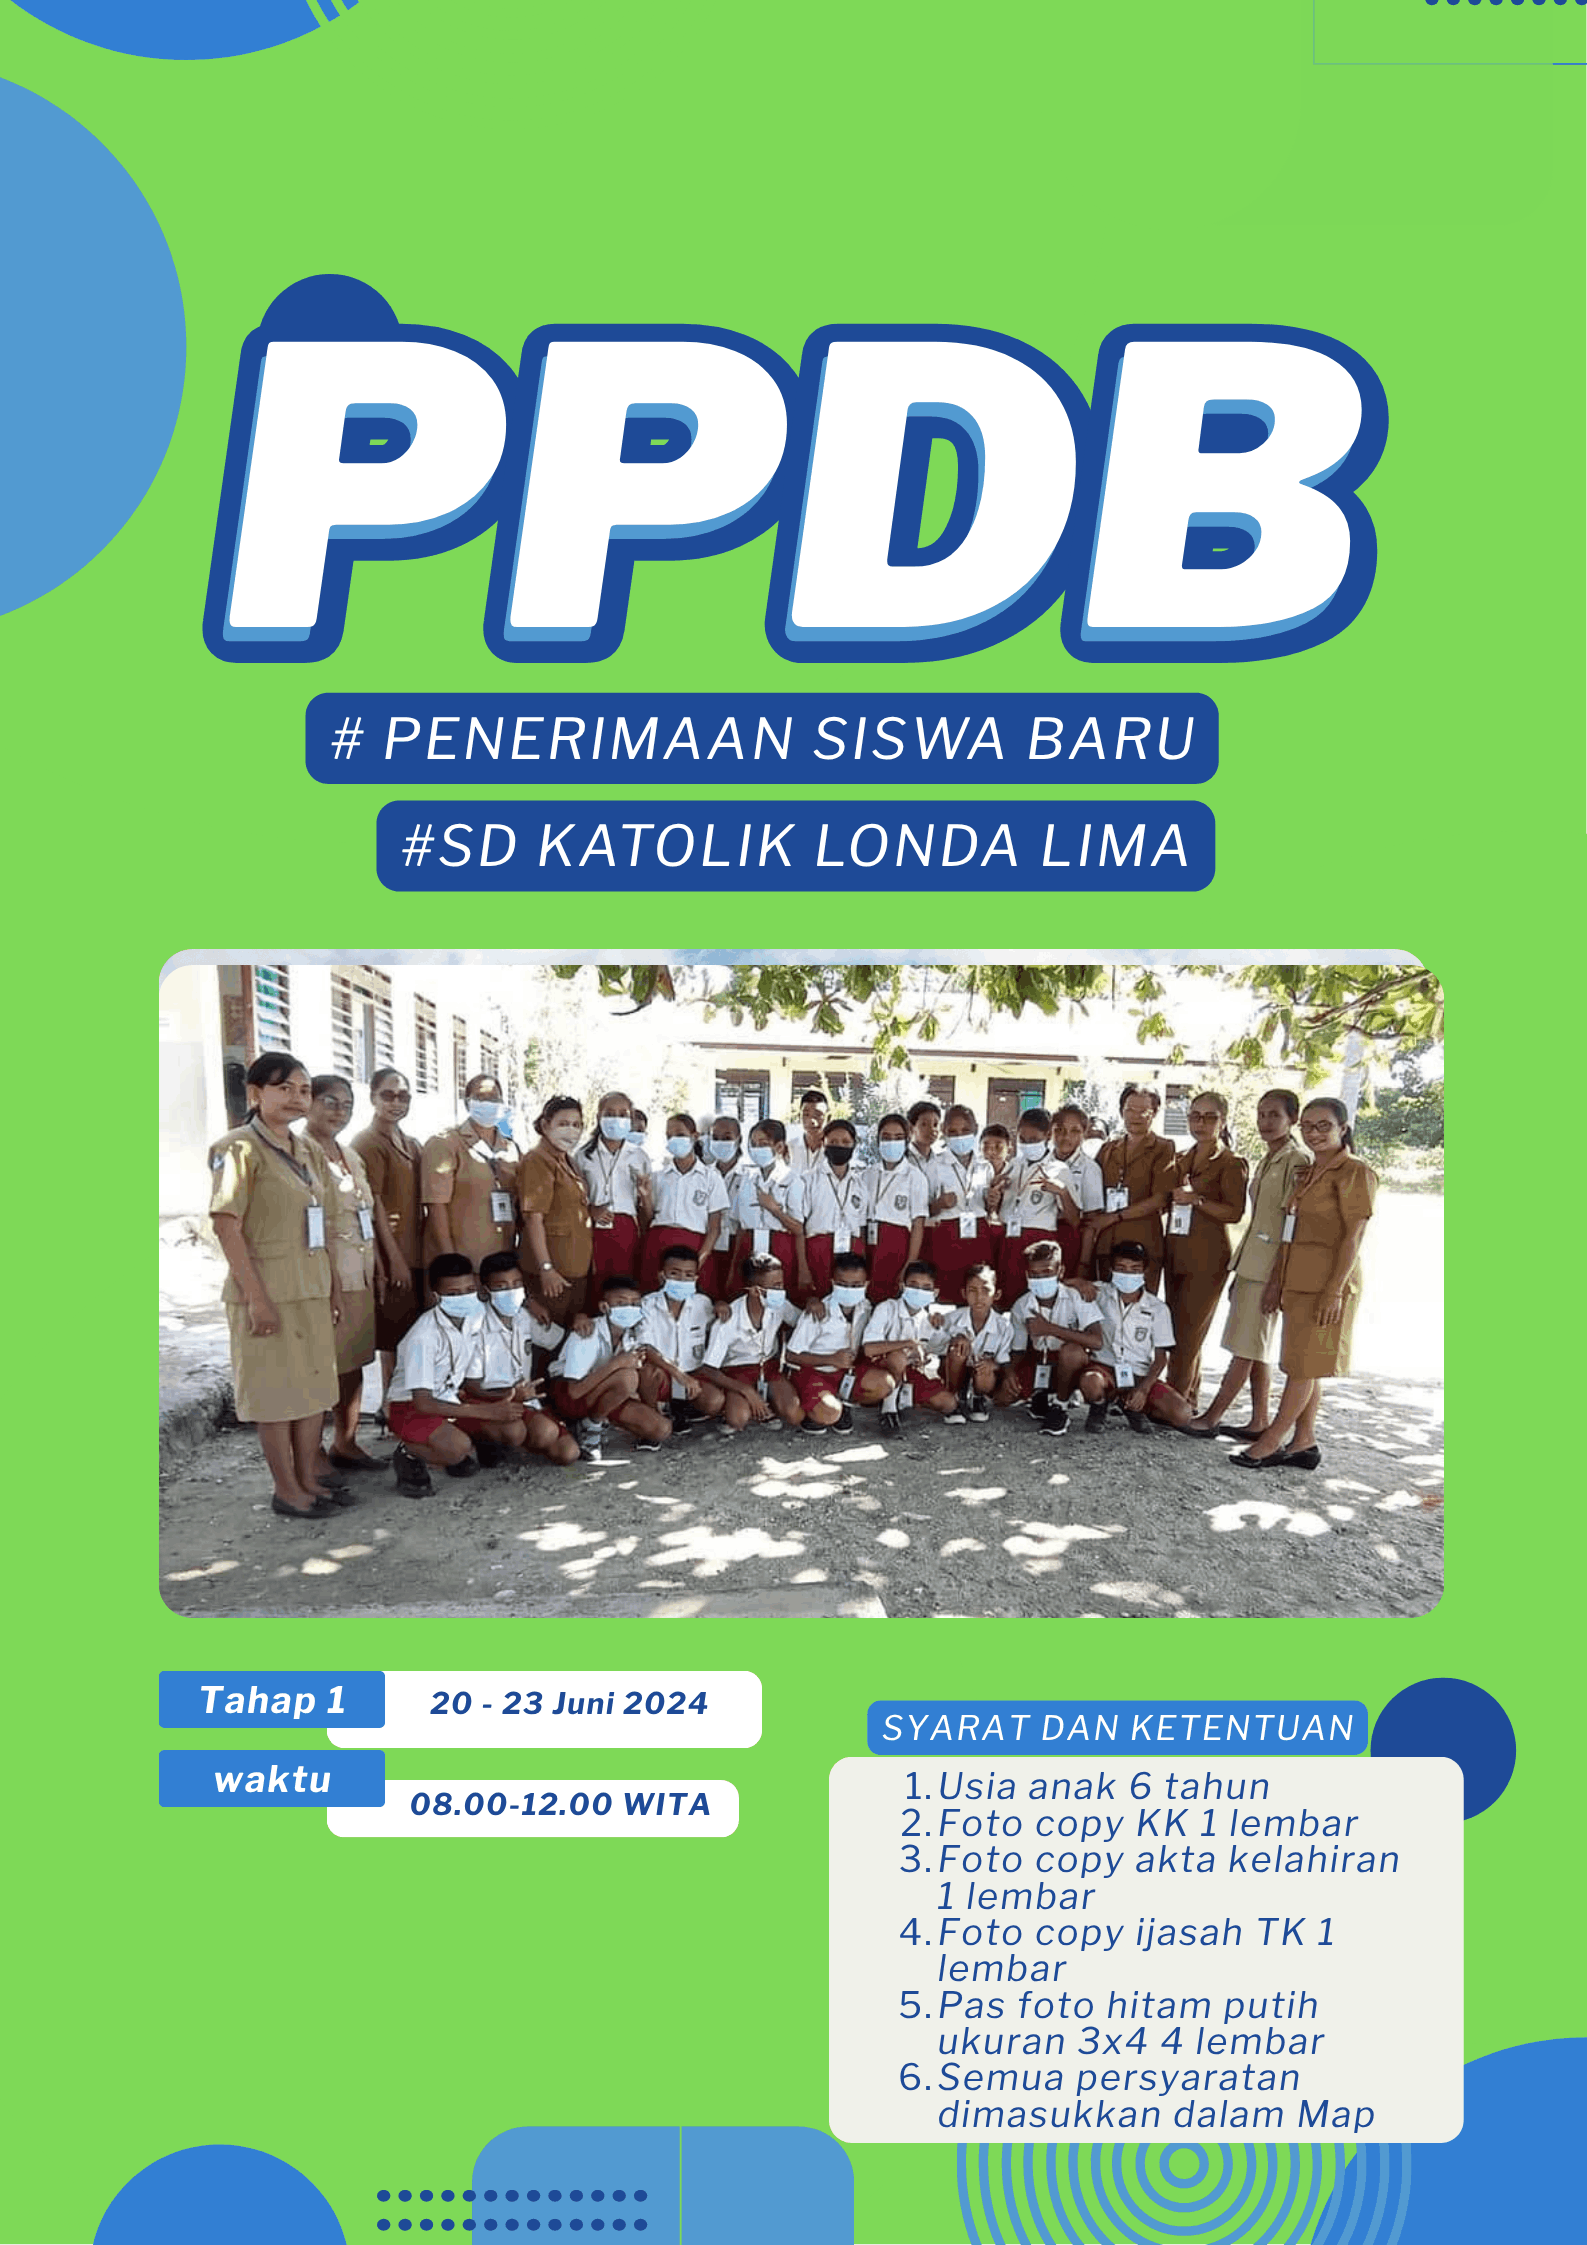 PPDB
# PENERIMAAN SISWA BARU
#SD KATOLIK LONDA LIMA
Tahap 1
20 - 23 Juni 2024
waktu
08.00-12.00 WITA
SYARAT DAN KETENTUAN
1. Usia anak 6 tahun
2. Foto copy KK 1 lembar
3. Foto copy akta kelahiran
1 lembar
4. Foto copy ijasah TK 1
lembar
5. Pas foto hitam putih
ukuran 3x4 4 lembar
6. Semua persyaratan
dimasukkan dalam Map